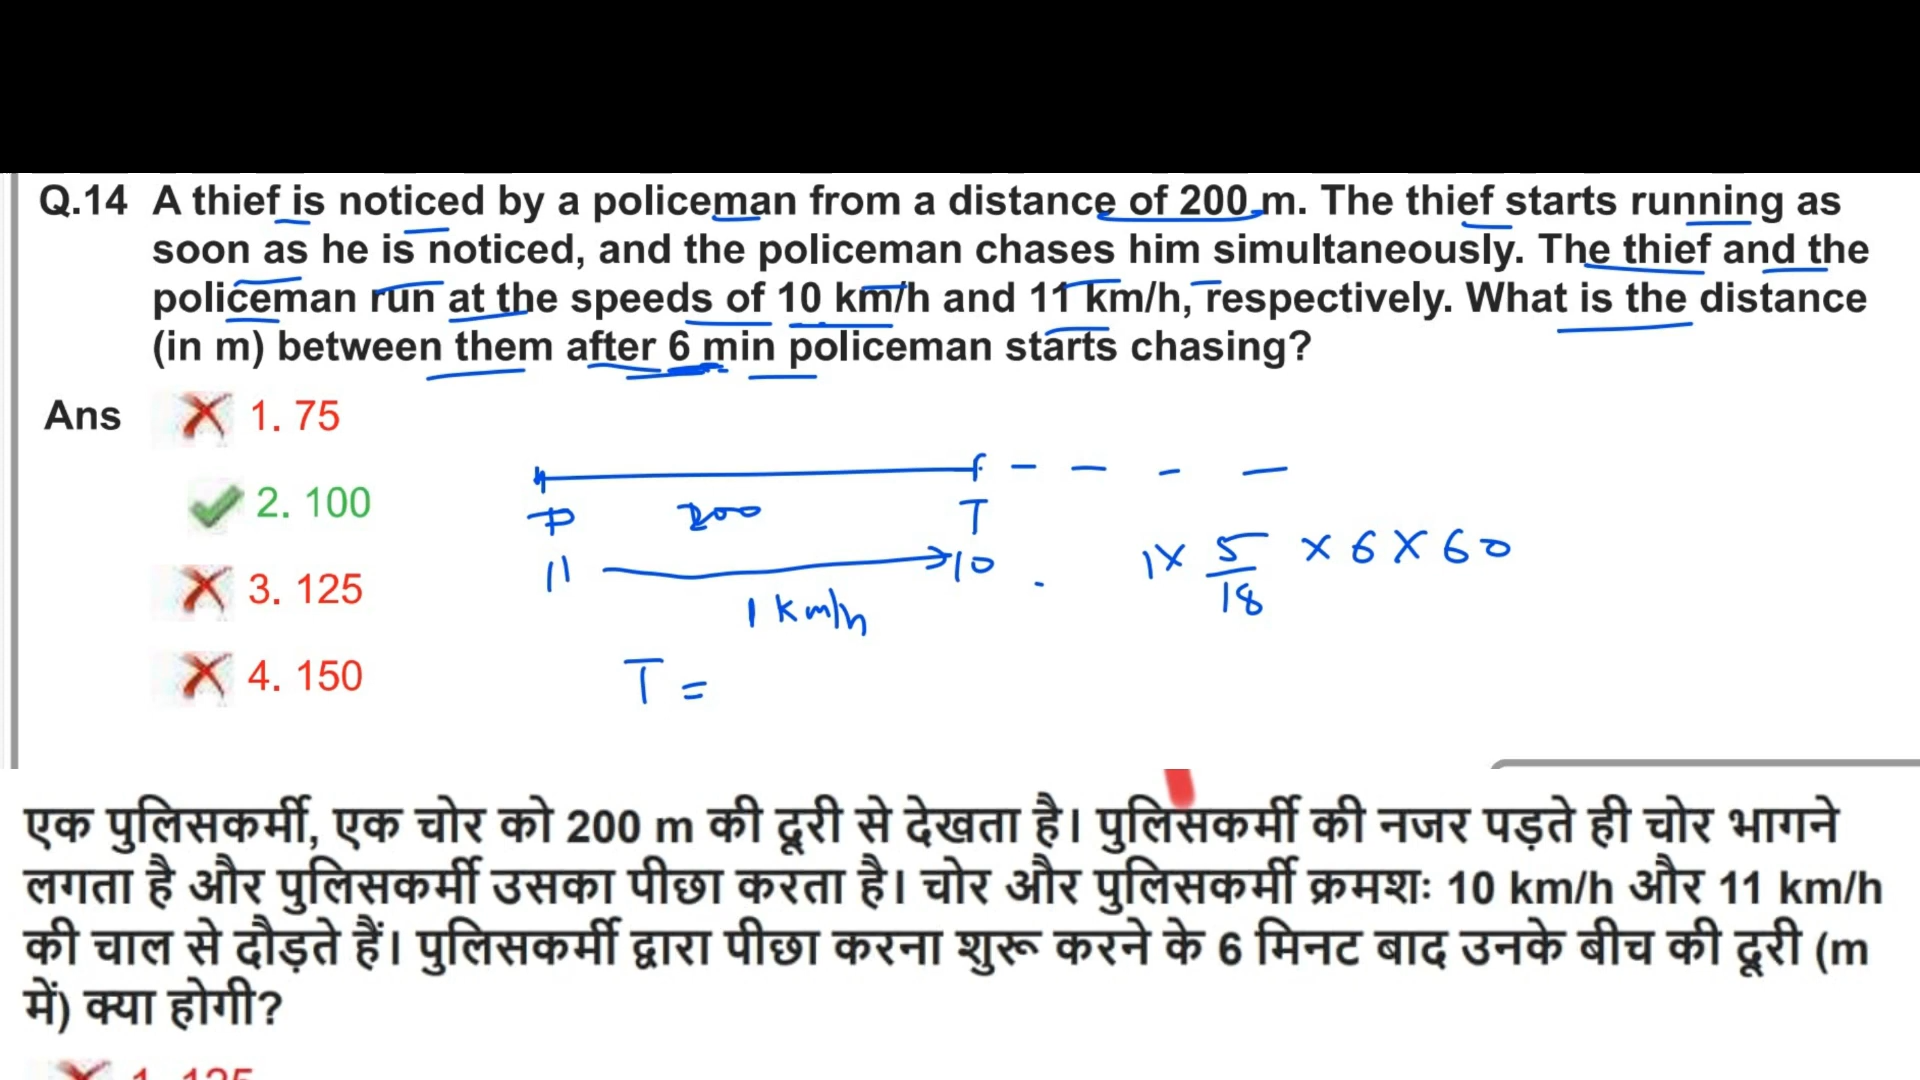 Q.14 A thief is noticed by a policeman from a distance of 200 m. The thief starts running as
soon as he is noticed, and the policeman chases him simultaneously. The thief and the
policeman run at the speeds of 10 km/h and 11 km/h, respectively. What is the distance
(in m) between them after 6 min policeman starts chasing?
Ans 1. 75
2. 100
3. 125
4. 150
P 200 T
11 10
1 km/h
1 × 5/18 × 6 × 60
T =
एक पुलिसकर्मी, एक चोर को 200 m की दूरी से देखता है। पुलिसकर्मी की नजर पड़ते ही चोर भागने
लगता है और पुलिसकर्मी उसका पीछा करता है। चोर और पुलिसकर्मी क्रमशः 10 km/h और 11 km/h
की चाल से दौड़ते हैं। पुलिसकर्मी द्वारा पीछा करना शुरू करने के 6 मिनट बाद उनके बीच की दूरी (m
में) क्या होगी?
1. 125